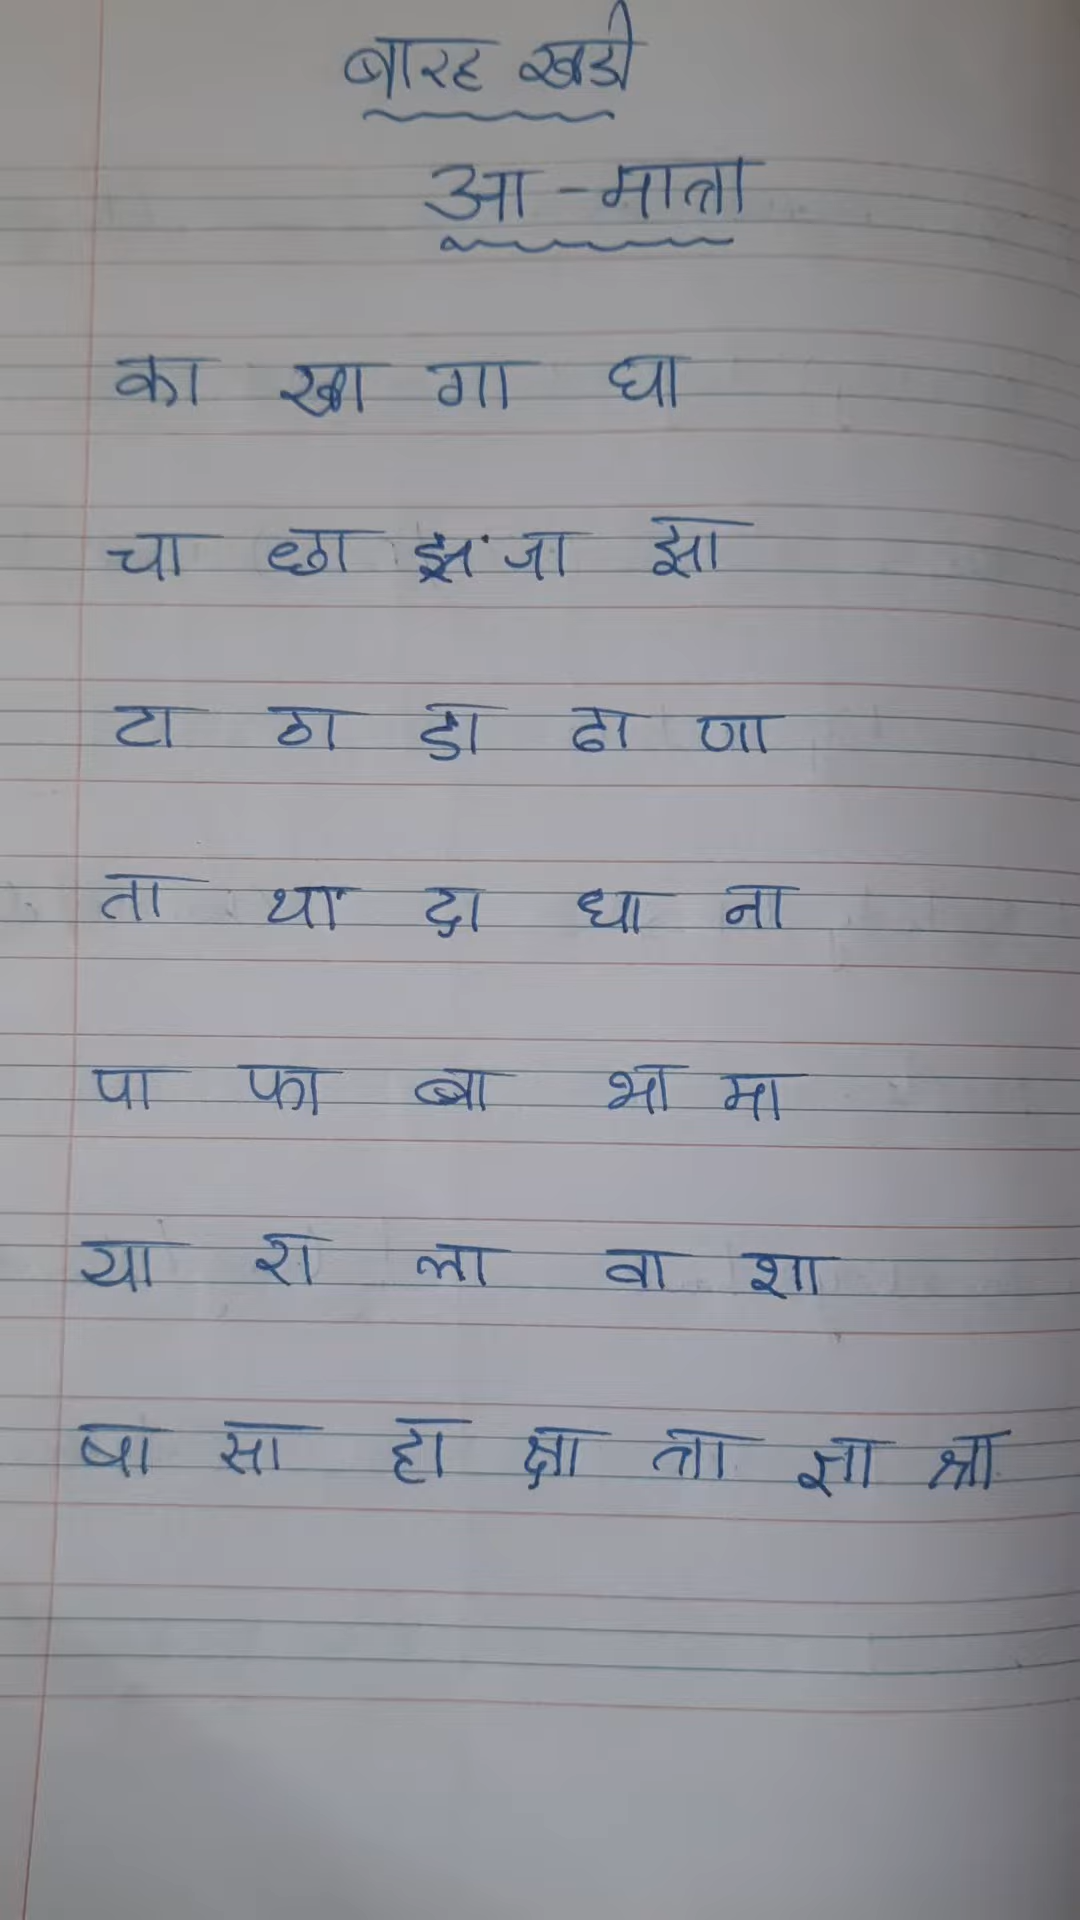 बारह खडी
आ - मात्रा
का खा गा घा
चा छा जा झा
टा ठा डा ढा णा
ता था दा धा ना
पा फा बा भा मा
या रा ला वा शा
षा सा हा क्षा त्रा ज्ञा श्रा